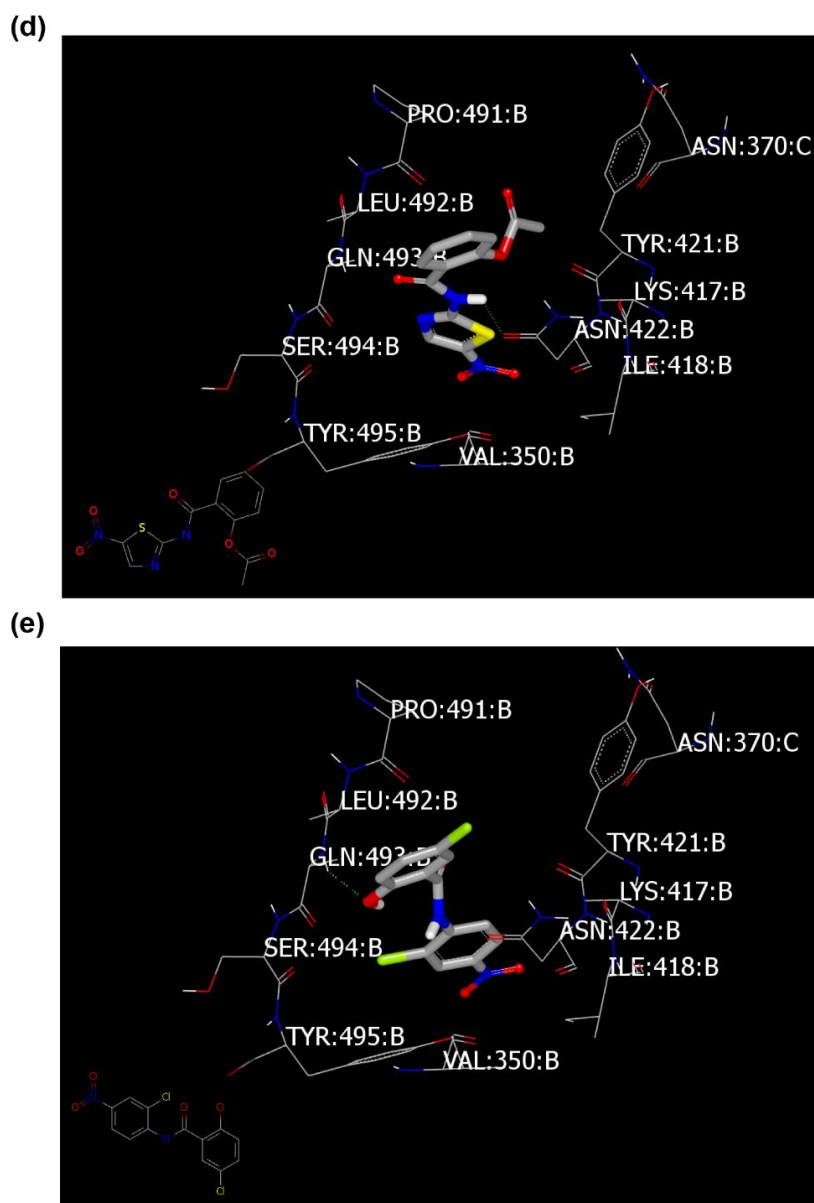 (d)
PRO:491:B
ASN:370:C
LEU:492:B
GLN:493:B
TYR:421:B
LYS:417:B
SER:494:B
ASN:422:B
ILE:418:B
TYR:495:B
VAL:350:B
O
O
N
O
S
N
N
O
O
(e)
PRO:491:B
ASN:370:C
LEU:492:B
GLN:493:B
TYR:421:B
LYS:417:B
SER:494:B
ASN:422:B
ILE:418:B
TYR:495:B
VAL:350:B
O
N
O
Cl
O
O
N
Cl